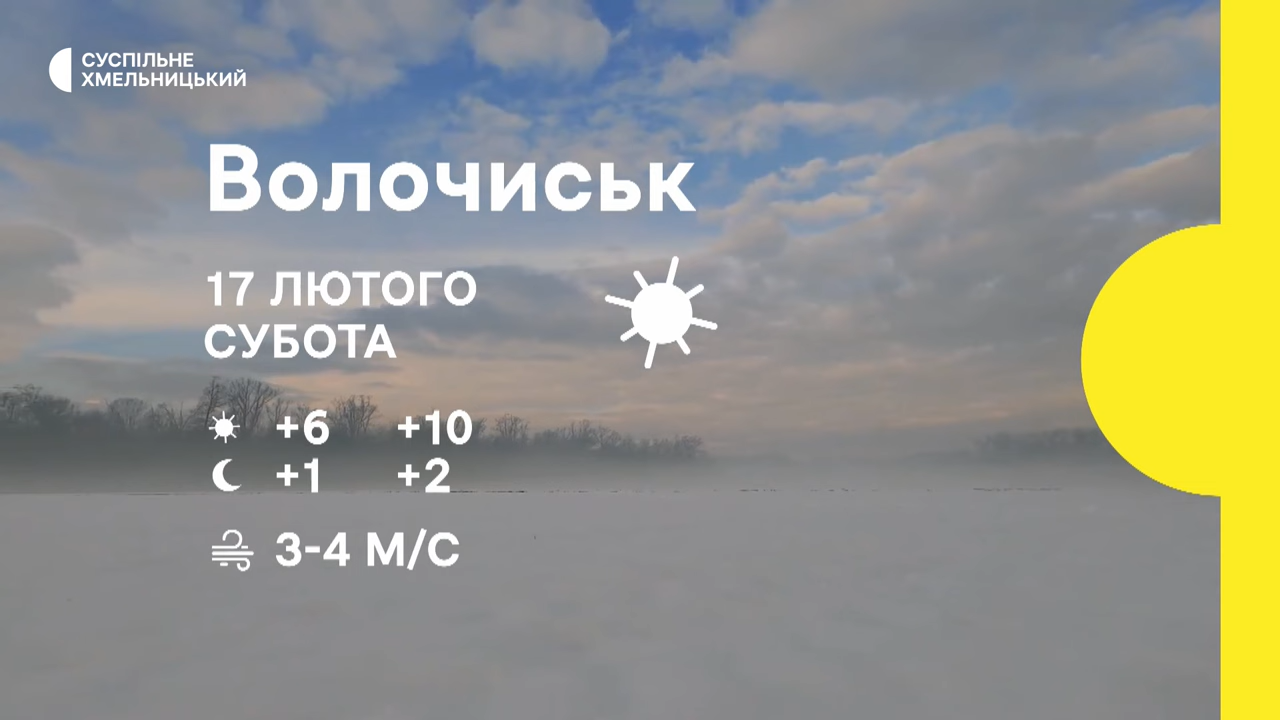 СУСПІЛЬНЕ
ХМЕЛЬНИЦЬКИЙ
Волочиськ
17 ЛЮТОГО
СУБОТА
+6 +10
+1 +2
3-4 М/С